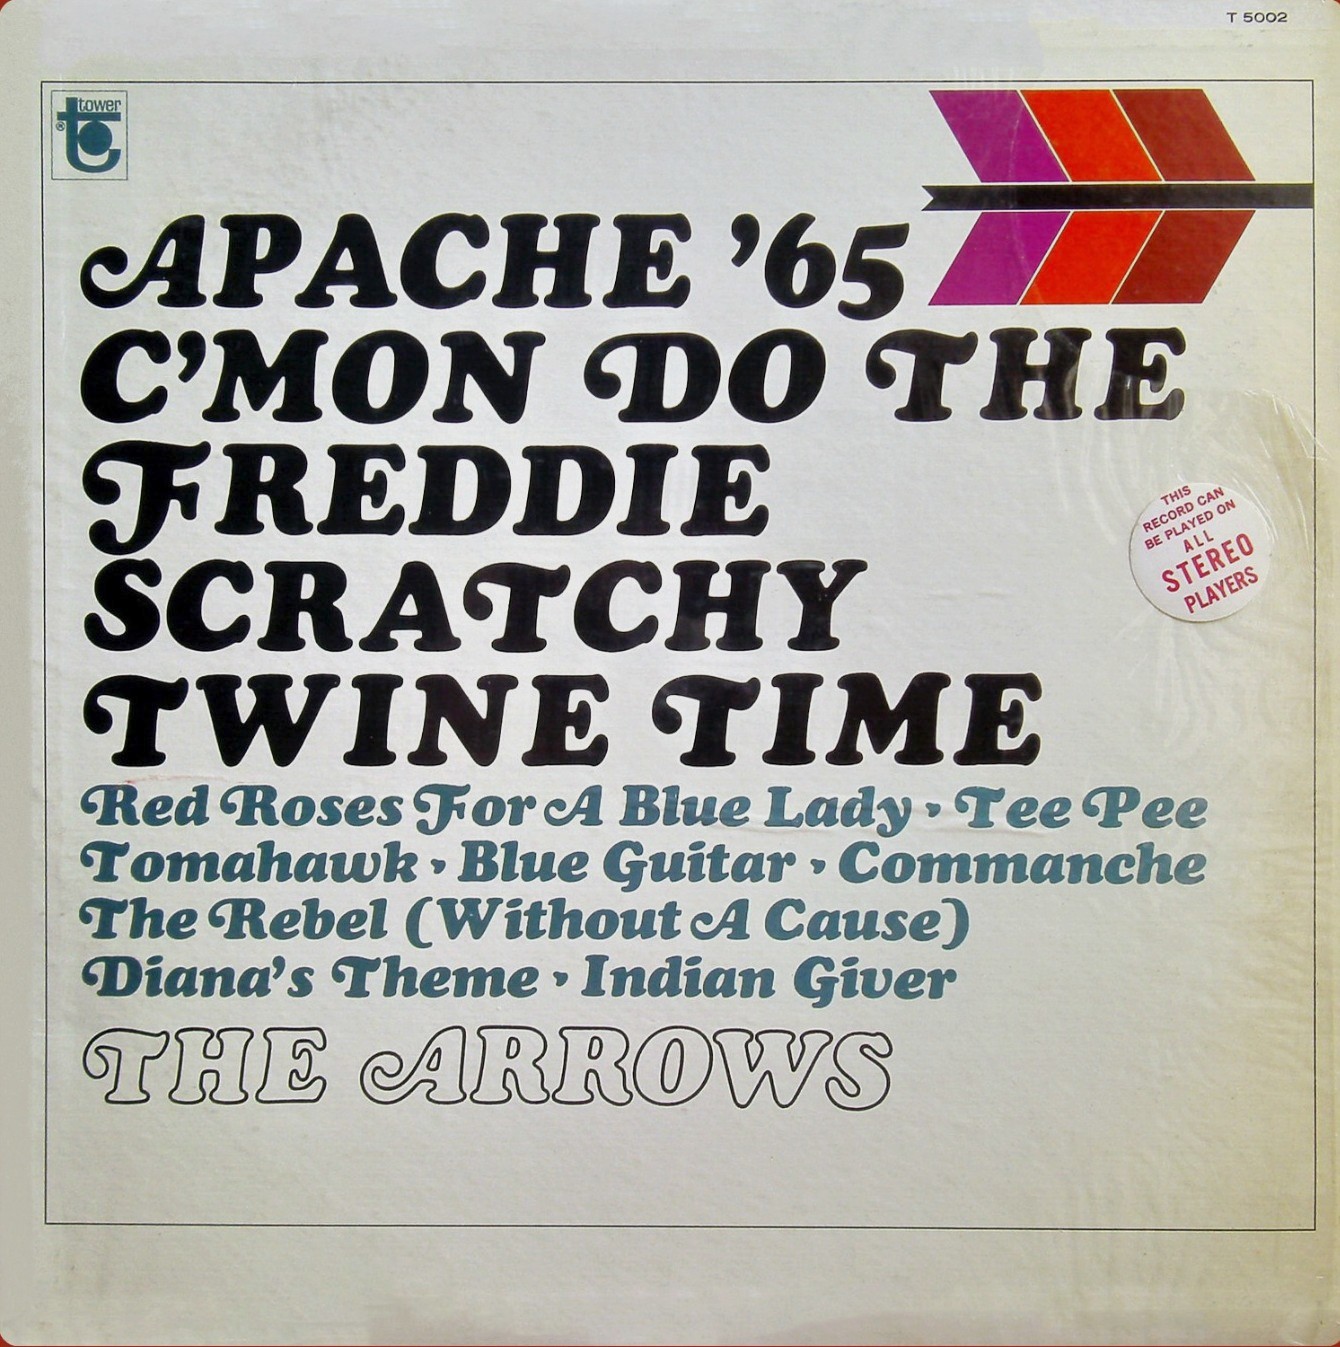 T 5002
tower
®
APACHE '65
C'MON DO THE
FREDDIE
SCRATCHY
TWINE TIME
Red Roses For A Blue Lady · Tee Pee
Tomahawk · Blue Guitar · Commanche
The Rebel (Without A Cause)
Diana's Theme · Indian Giver
THE ARROWS
THIS
RECORD CAN
BE PLAYED ON
ALL
STEREO
PLAYERS